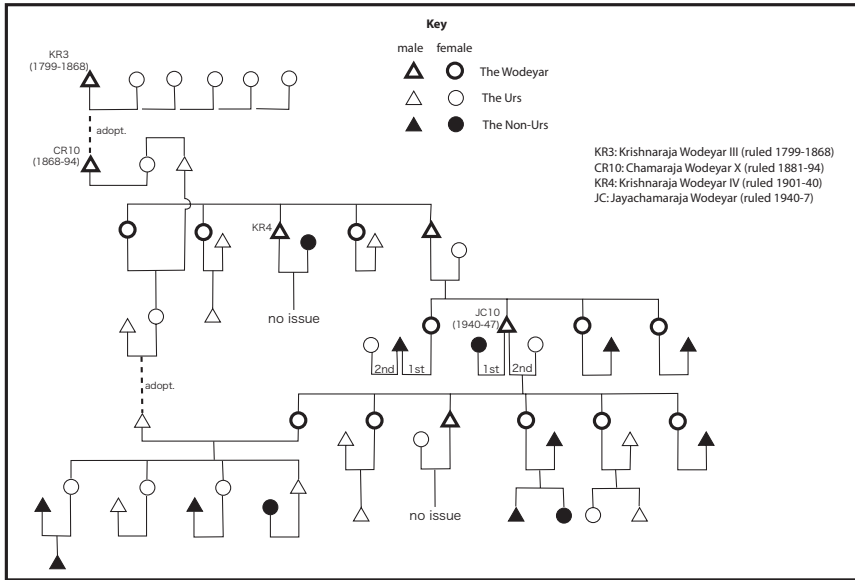 Key
male female
The Wodeyar
The Urs
The Non-Urs
KR3
(1799-1868)
adopt.
CR10
(1868-94)
KR3: Krishnaraja Wodeyar III (ruled 1799-1868)
CR10: Chamaraja Wodeyar X (ruled 1881-94)
KR4: Krishnaraja Wodeyar IV (ruled 1901-40)
JC: Jayachamaraja Wodeyar (ruled 1940-7)
KR4
no issue
JC10
(1940-47)
2nd 1st 1st 2nd
adopt.
no issue